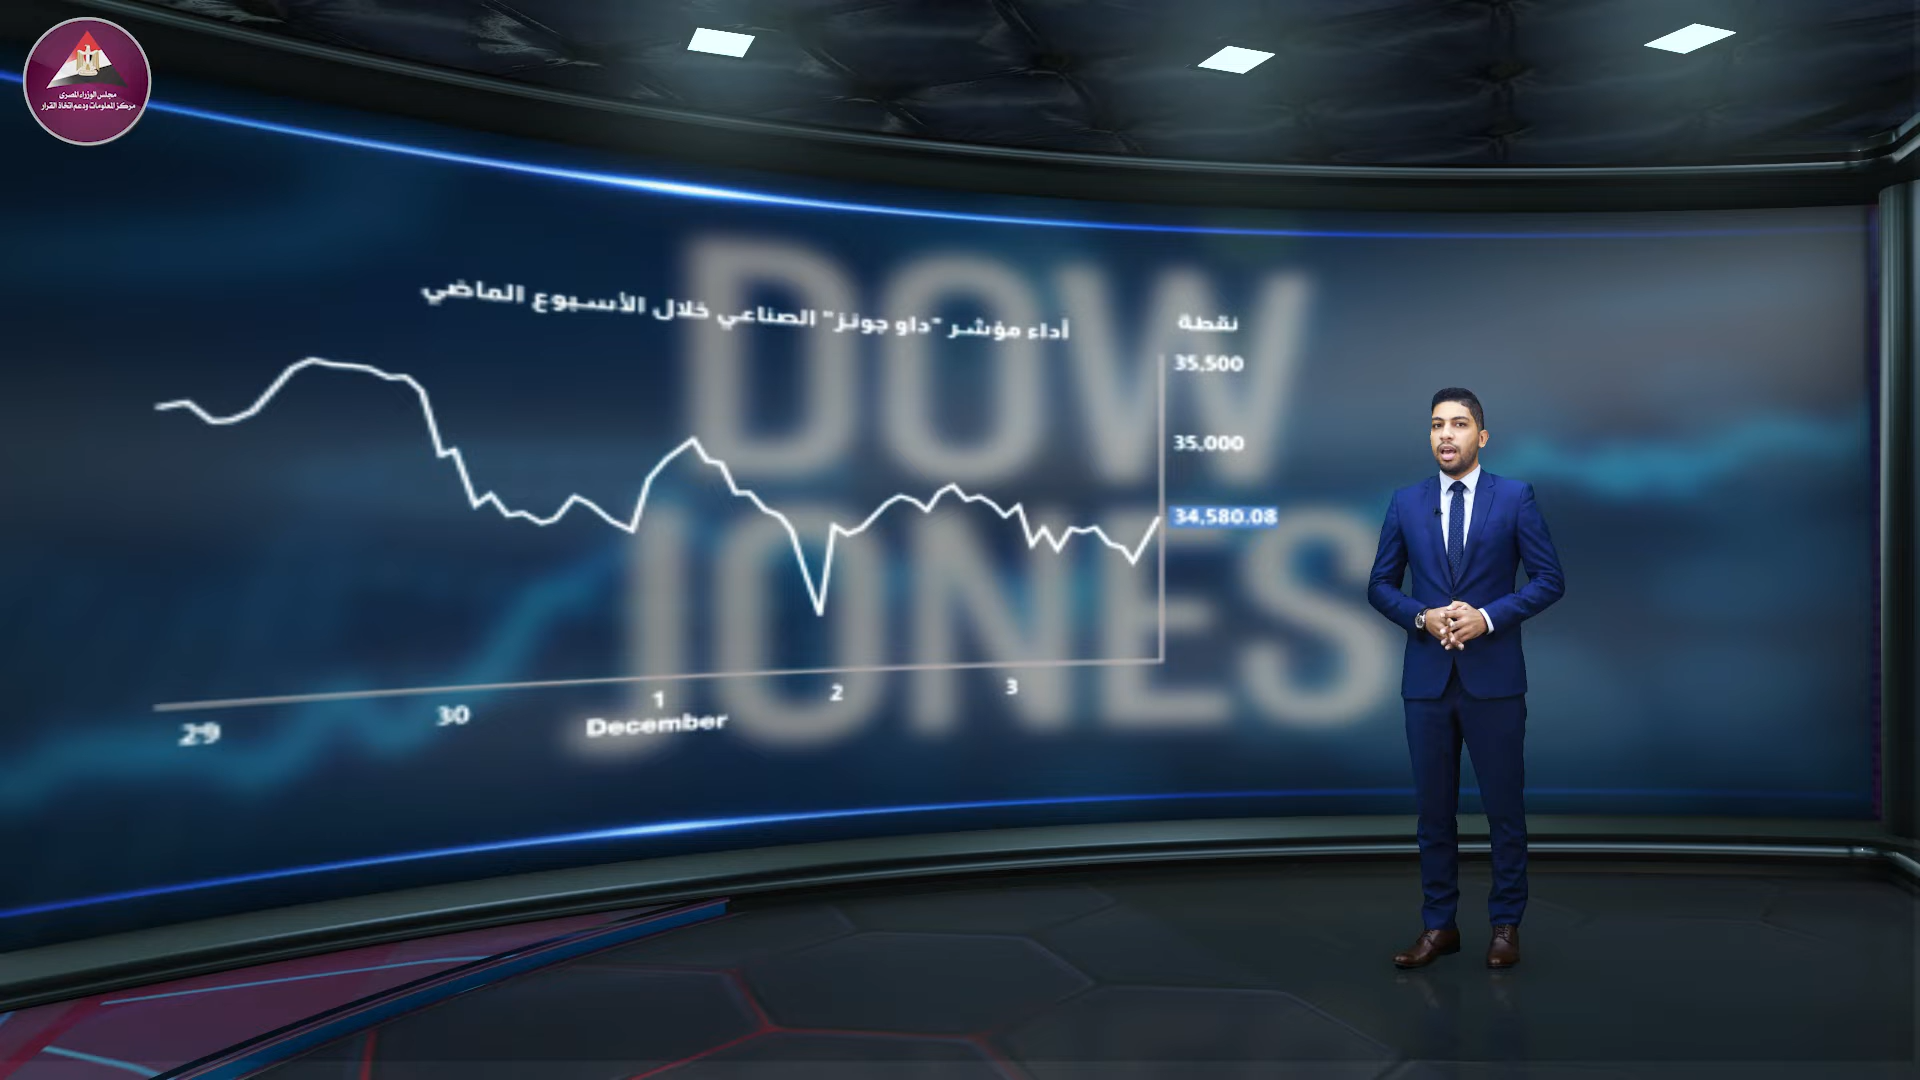 مجلس الوزراء المصرى
مركز المعلومات ودعم اتخاذ القرار
DOW
JONES
أداء مؤشر "داو جونز" الصناعي خلال الأسبوع الماضي
نقطة
35,500
35,000
34,580.08
29
30
1
2
3
December